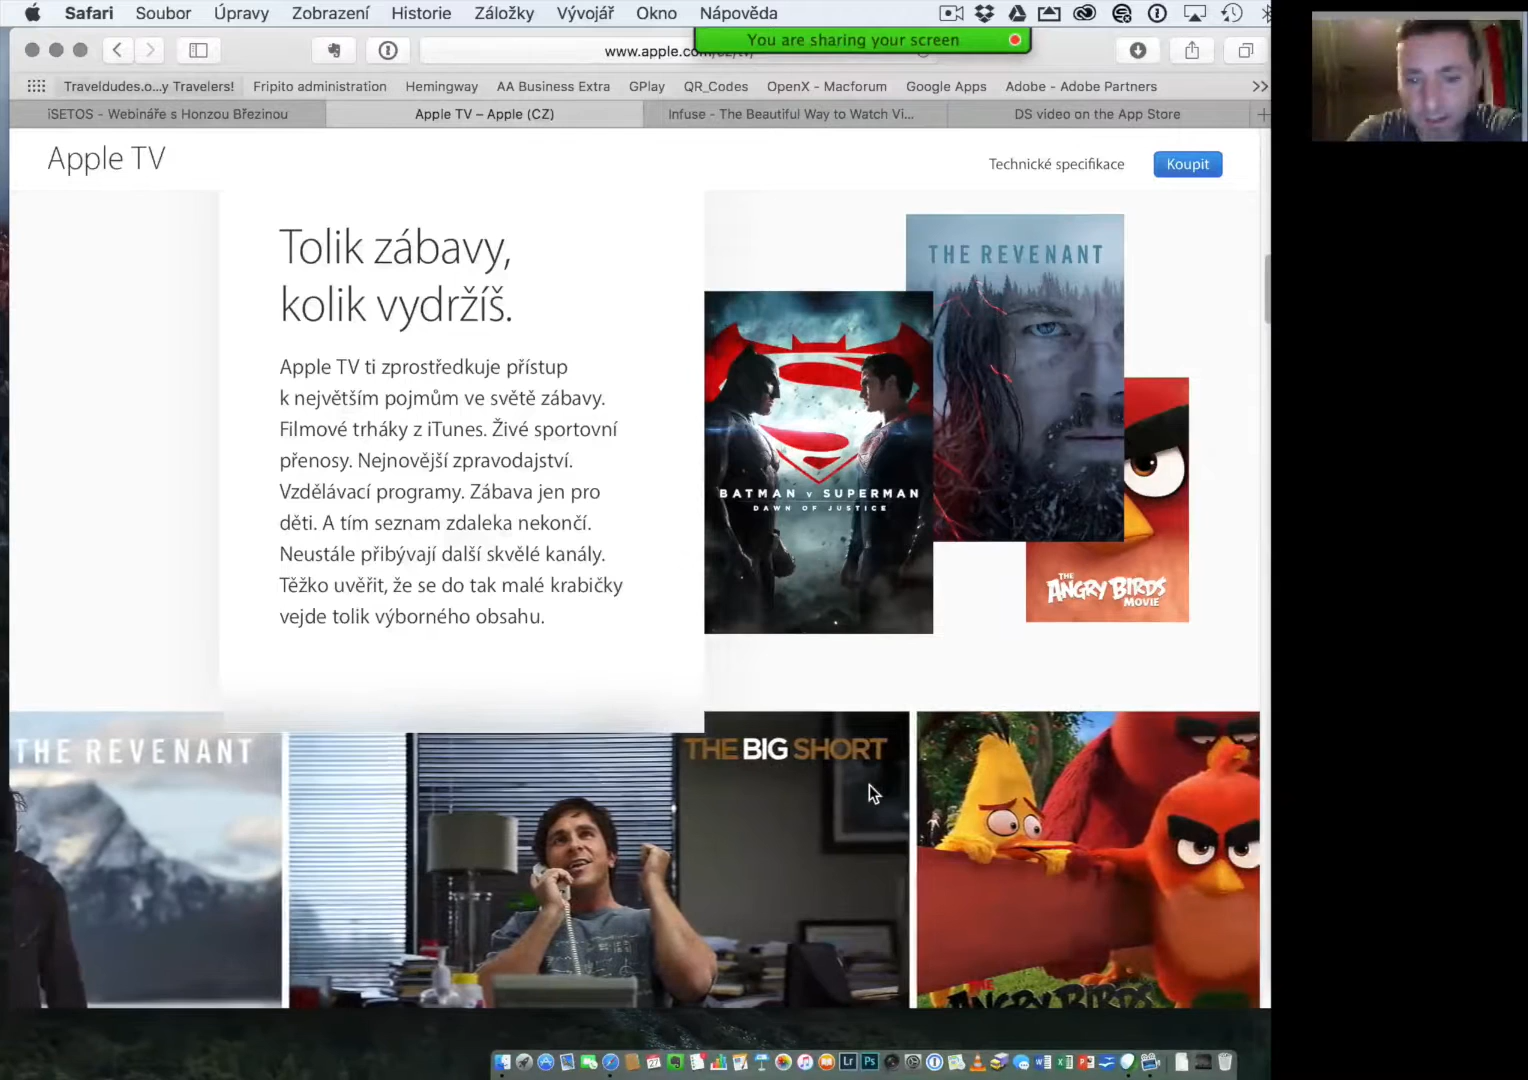 Safari Soubor Úpravy Zobrazení Historie Záložky Vývojář Okno Nápověda
You are sharing your screen
Traveldudes.o...y Travelers! Fripito administration Hemingway AA Business Extra GPlay QR_Codes OpenX - Macforum Google Apps Adobe - Adobe Partners >>
iSETOS - Webináře s Honzou Březinou Apple TV – Apple (CZ) Infuse - The Beautiful Way to Watch Vi... DS video on the App Store
Apple TV Technické specifikace Koupit
Tolik zábavy,
kolik vydržíš.
Apple TV ti zprostředkuje přístup
k největším pojmům ve světě zábavy.
Filmové trháky z iTunes. Živé sportovní
přenosy. Nejnovější zpravodajství.
Vzdělávací programy. Zábava jen pro
děti. A tím seznam zdaleka nekončí.
Neustále přibývají další skvělé kanály.
Těžko uvěřit, že se do tak malé krabičky
vejde tolik výborného obsahu.
THE REVENANT
BATMAN v SUPERMAN
DAWN OF JUSTICE
THE
ANGRY BIRDS
MOVIE
THE REVENANT
THE BIG SHORT
THE
ANGRY BIRDS
Lr Ps